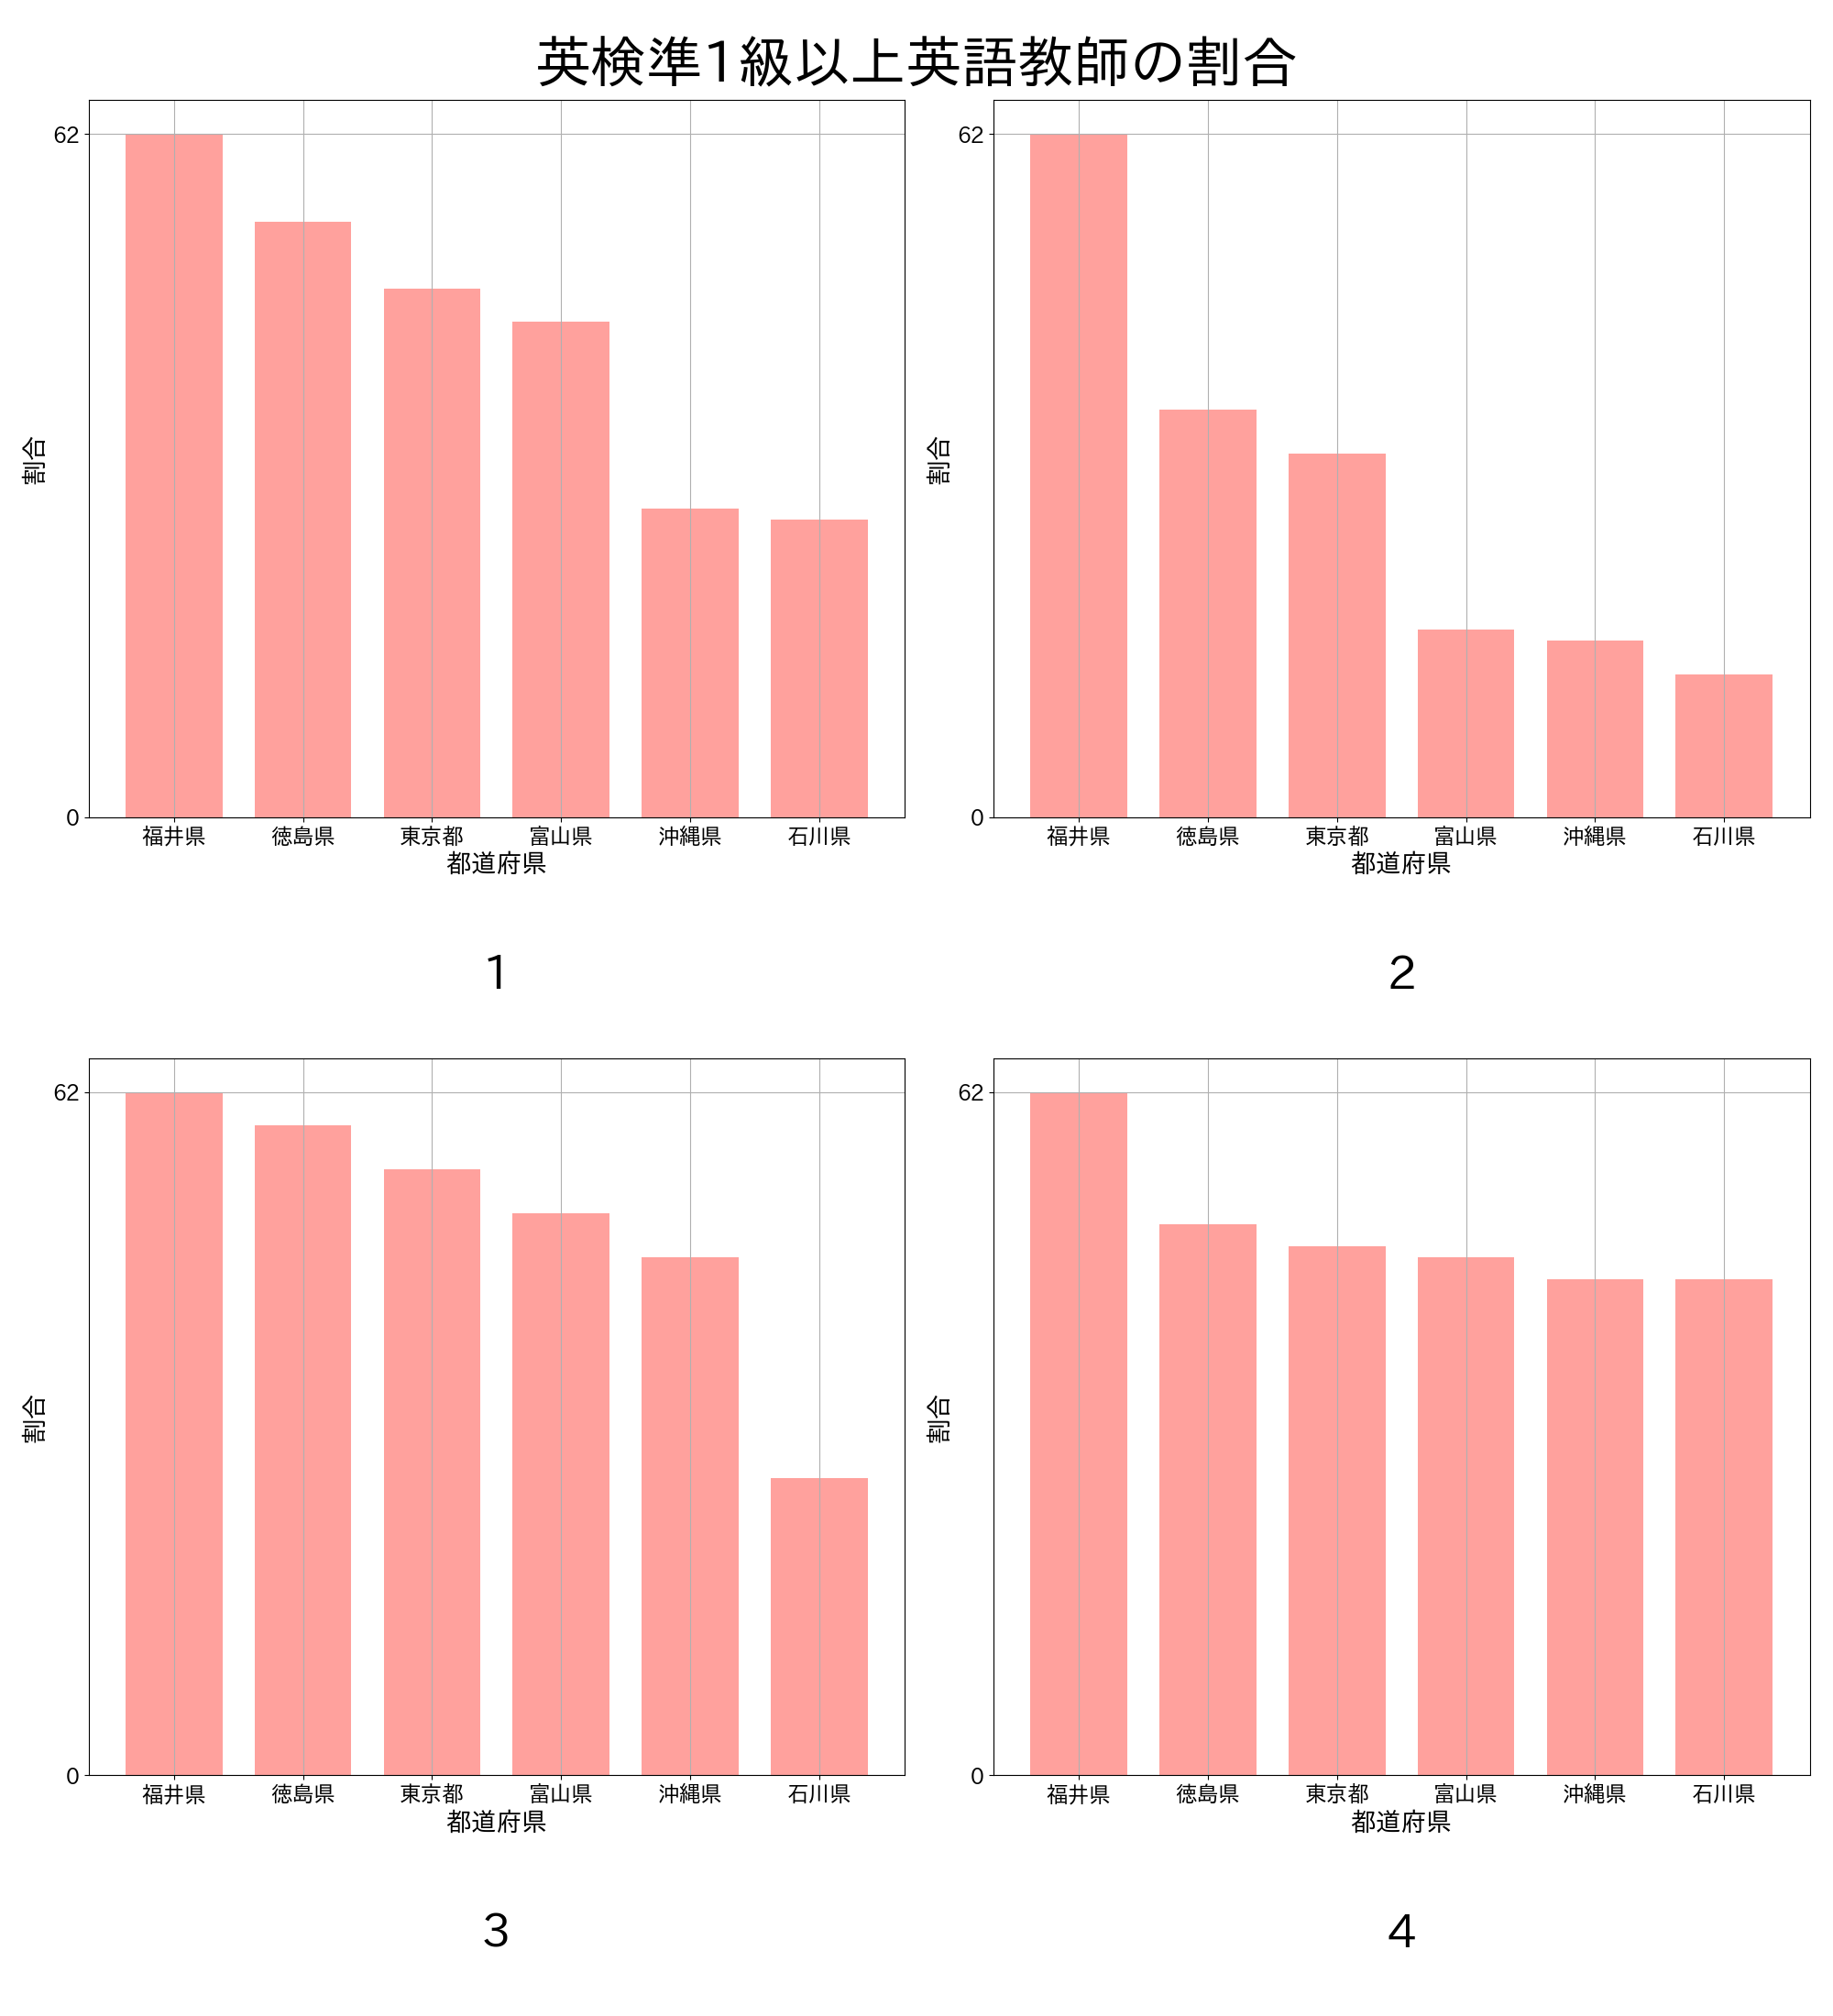 英検準1級以上英語教師の割合
62
0
割合
福井県 徳島県 東京都 富山県 沖縄県 石川県
都道府県
1
62
0
割合
福井県 徳島県 東京都 富山県 沖縄県 石川県
都道府県
2
62
0
割合
福井県 徳島県 東京都 富山県 沖縄県 石川県
都道府県
3
62
0
割合
福井県 徳島県 東京都 富山県 沖縄県 石川県
都道府県
4